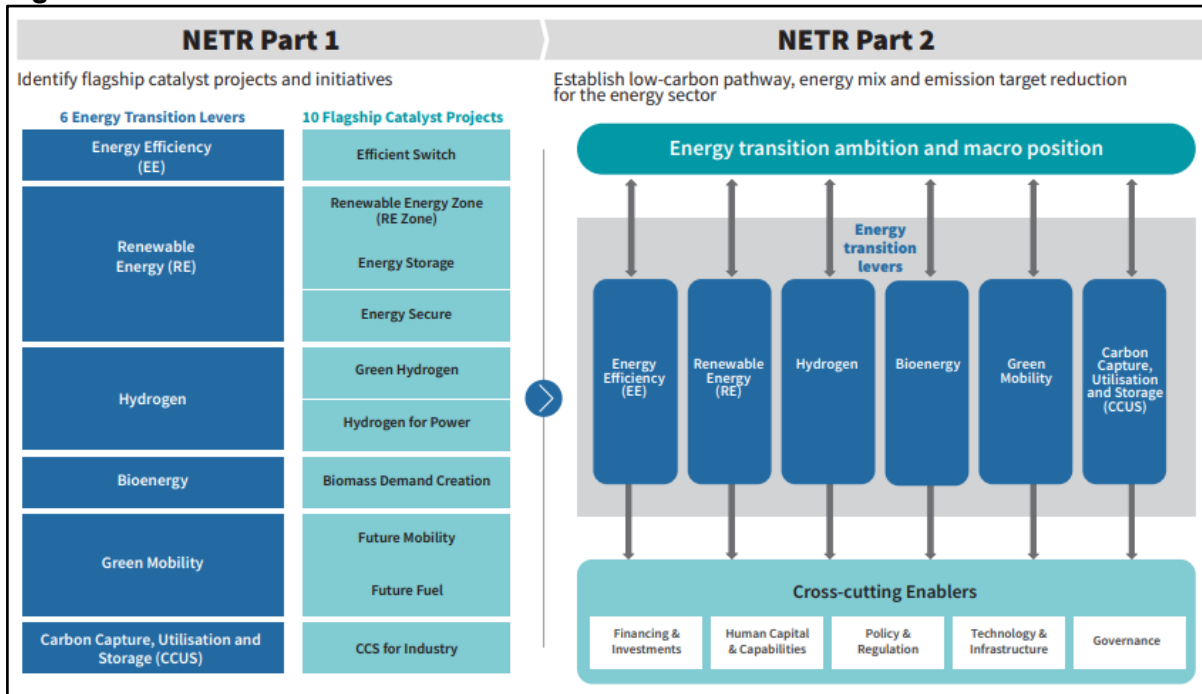 NETR Part 1
Identify flagship catalyst projects and initiatives
6 Energy Transition Levers
10 Flagship Catalyst Projects
Energy Efficiency
(EE)
Efficient Switch
Renewable
Energy (RE)
Renewable Energy Zone
(RE Zone)
Energy Storage
Energy Secure
Hydrogen
Green Hydrogen
Hydrogen for Power
Bioenergy
Biomass Demand Creation
Green Mobility
Future Mobility
Future Fuel
Carbon Capture, Utilisation and
Storage (CCUS)
CCS for Industry
NETR Part 2
Establish low-carbon pathway, energy mix and emission target reduction
for the energy sector
Energy transition ambition and macro position
Energy
transition
levers
Energy
Efficiency
(EE)
Renewable
Energy
(RE)
Hydrogen
Bioenergy
Green
Mobility
Carbon
Capture,
Utilisation
and Storage
(CCUS)
Cross-cutting Enablers
Financing &
Investments
Human Capital
& Capabilities
Policy &
Regulation
Technology &
Infrastructure
Governance